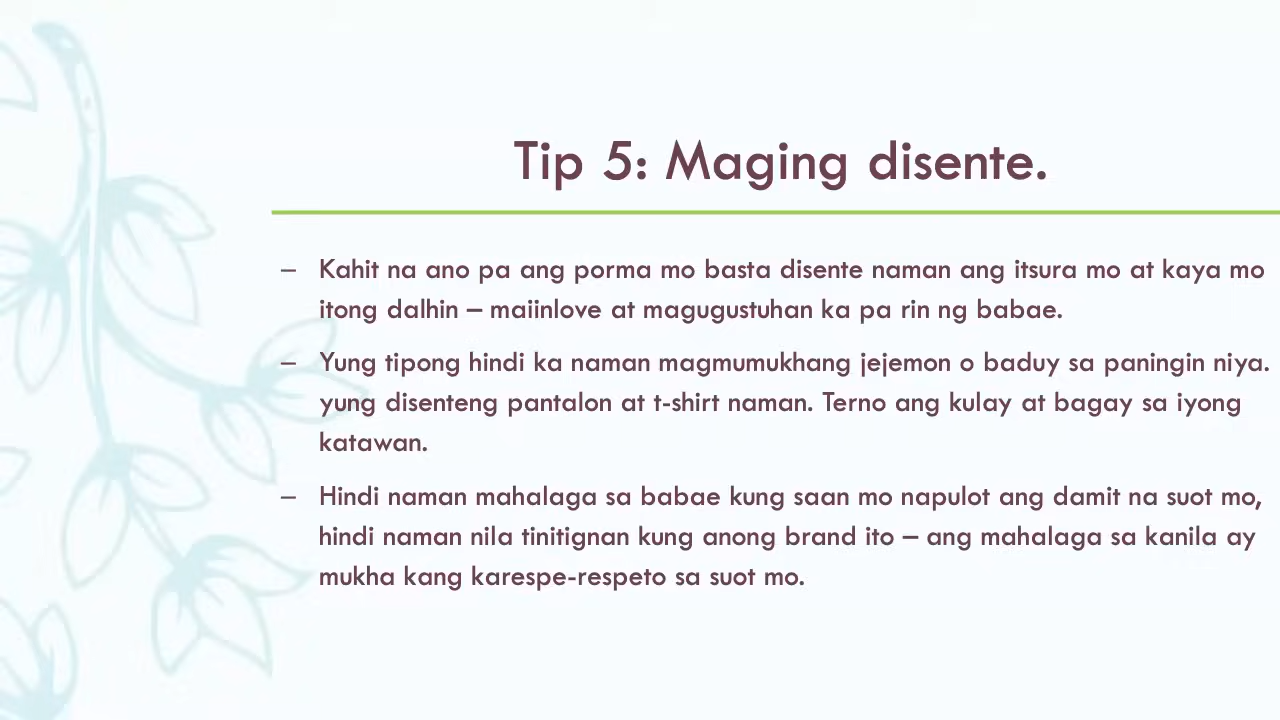 Tip 5: Maging disente.
– Kahit na ano pa ang porma mo basta disente naman ang itsura mo at kaya mo
itong dalhin – maiinlove at magugustuhan ka pa rin ng babae.
– Yung tipong hindi ka naman magmumukhang jejemon o baduy sa paningin niya.
yung disenteng pantalon at t-shirt naman. Terno ang kulay at bagay sa iyong
katawan.
– Hindi naman mahalaga sa babae kung saan mo napulot ang damit na suot mo,
hindi naman nila tinitignan kung anong brand ito – ang mahalaga sa kanila ay
mukha kang karespe-respeto sa suot mo.